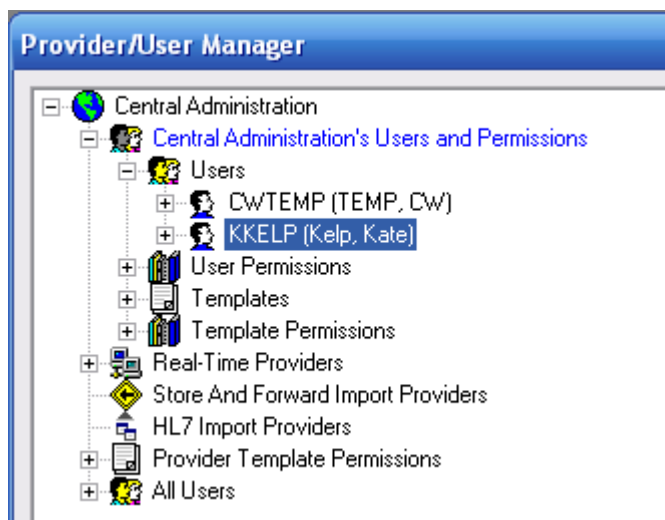 Provider/User Manager
Central Administration
Central Administration's Users and Permissions
Users
CWTEMP (TEMP, CW)
KKELP (Kelp, Kate)
User Permissions
Templates
Template Permissions
Real-Time Providers
Store And Forward Import Providers
HL7 Import Providers
Provider Template Permissions
All Users